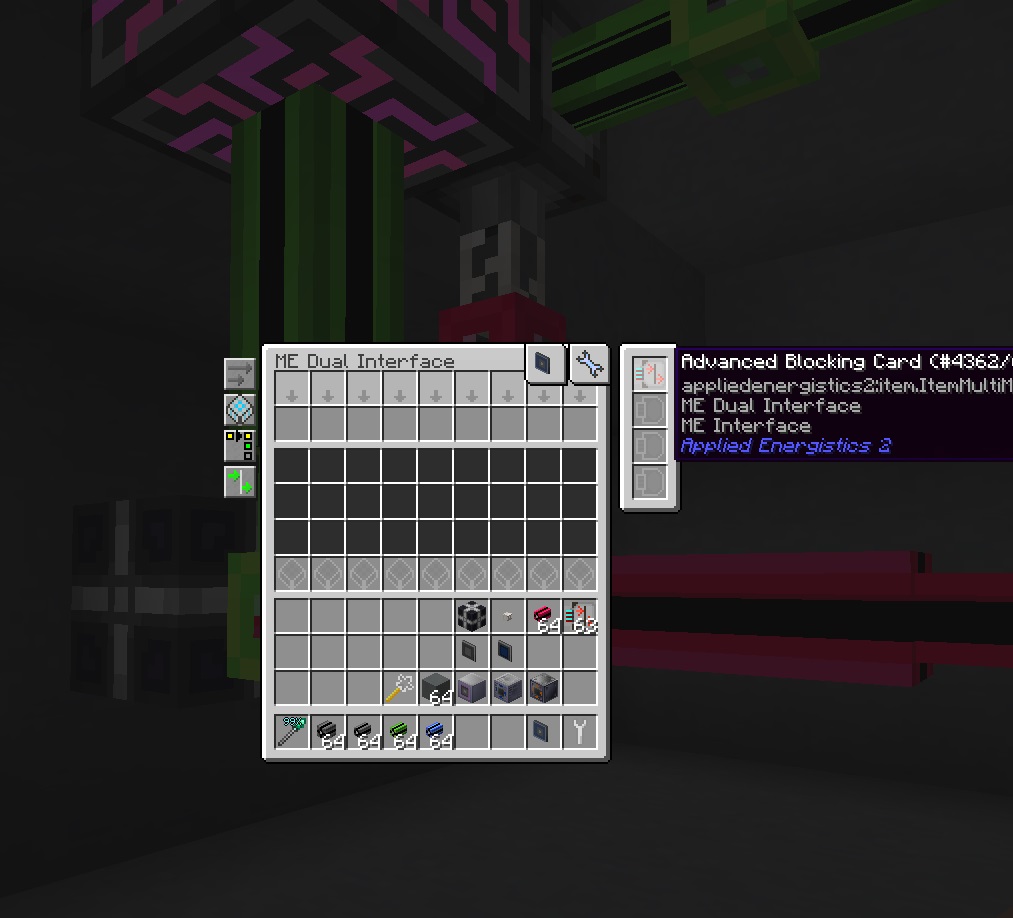 ME Dual Interface
Advanced Blocking Card (#4362/
appliedenergistics2:item.ItemMultiM
ME Dual Interface
ME Interface
Applied Energistics 2
64
63
64
99%
64
64
64
64